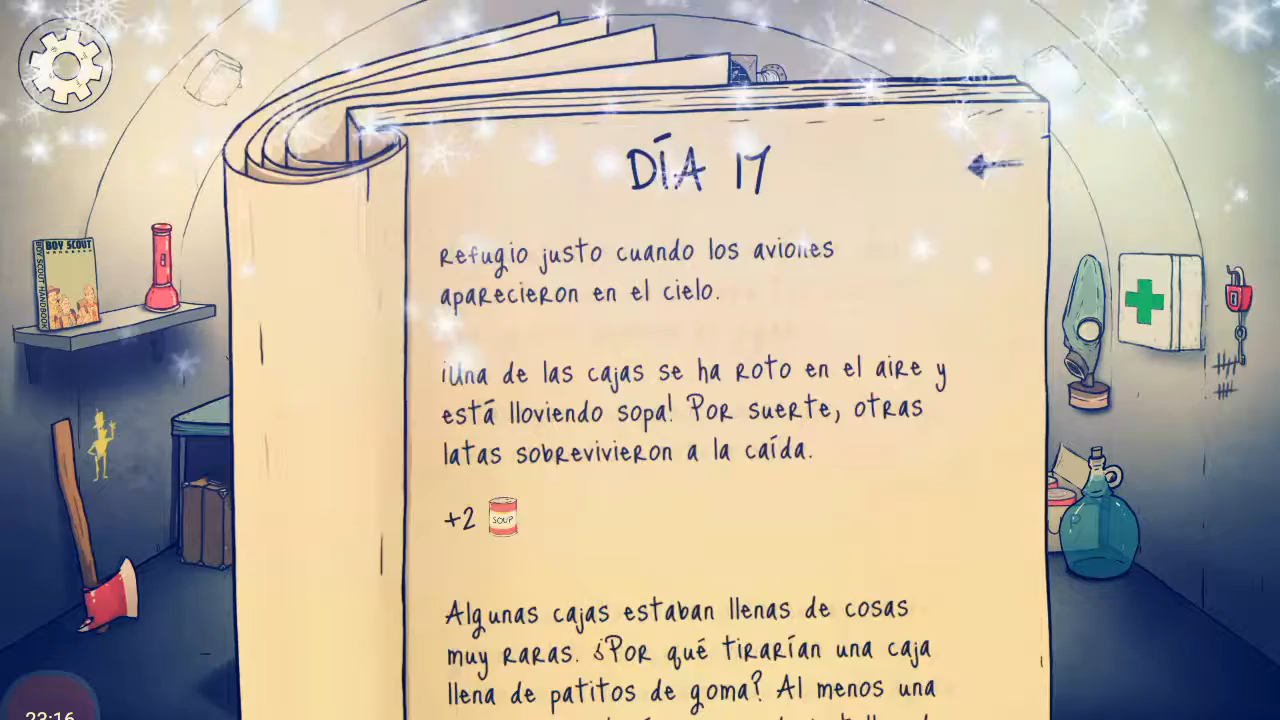 DÍA 17
Refugio justo cuando los aviones
aparecieron en el cielo.
¡Una de las cajas se ha roto en el aire y
está lloviendo sopa! Por suerte, otras
latas sobrevivieron a la caída.
+2 SOUP
Algunas cajas estaban llenas de cosas
muy raras. ¿Por qué tirarían una caja
llena de patitos de goma? Al menos una
BOY SCOUT
BOY SCOUT HANDBOOK
23:16